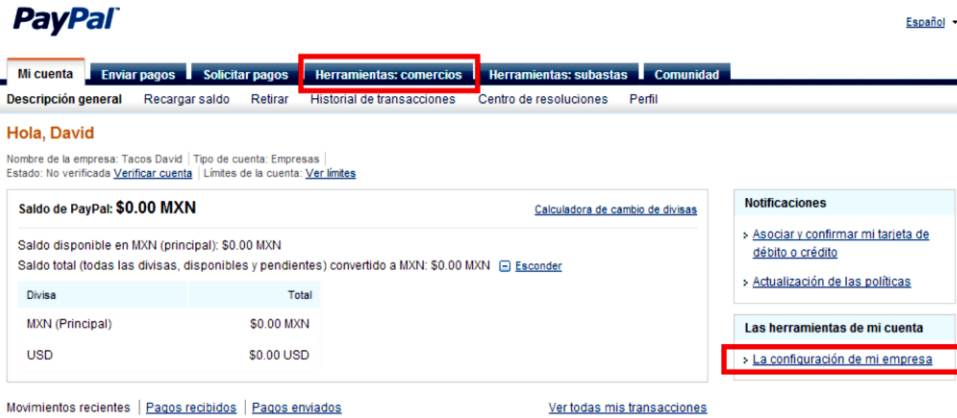 PayPal
Español
Mi cuenta Enviar pagos Solicitar pagos Herramientas: comercios Herramientas: subastas Comunidad
Descripción general Recargar saldo Retirar Historial de transacciones Centro de resoluciones Perfil
Hola, David
Nombre de la empresa: Tacos David | Tipo de cuenta: Empresas |
Estado: No verificada Verificar cuenta | Límites de la cuenta: Ver límites
Saldo de PayPal: $0.00 MXN
Calculadora de cambio de divisas
Saldo disponible en MXN (principal): $0.00 MXN
Saldo total (todas las divisas, disponibles y pendientes) convertido a MXN: $0.00 MXN Esconder
Divisa Total
MXN (Principal) $0.00 MXN
USD $0.00 USD
Movimientos recientes | Pagos recibidos | Pagos enviados Ver todas mis transacciones
Notificaciones
Asociar y confirmar mi tarjeta de
débito o crédito
Actualización de las políticas
Las herramientas de mi cuenta
La configuración de mi empresa